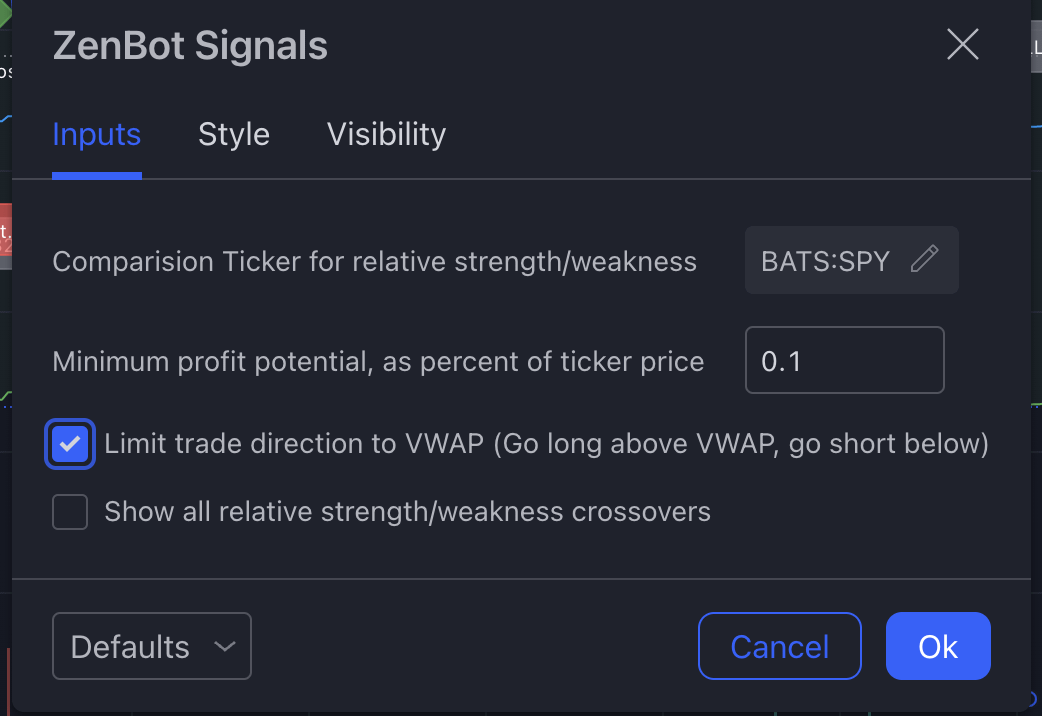 ZenBot Signals
Inputs Style Visibility
Comparision Ticker for relative strength/weakness BATS:SPY
Minimum profit potential, as percent of ticker price 0.1
Limit trade direction to VWAP (Go long above VWAP, go short below)
Show all relative strength/weakness crossovers
Defaults Cancel Ok